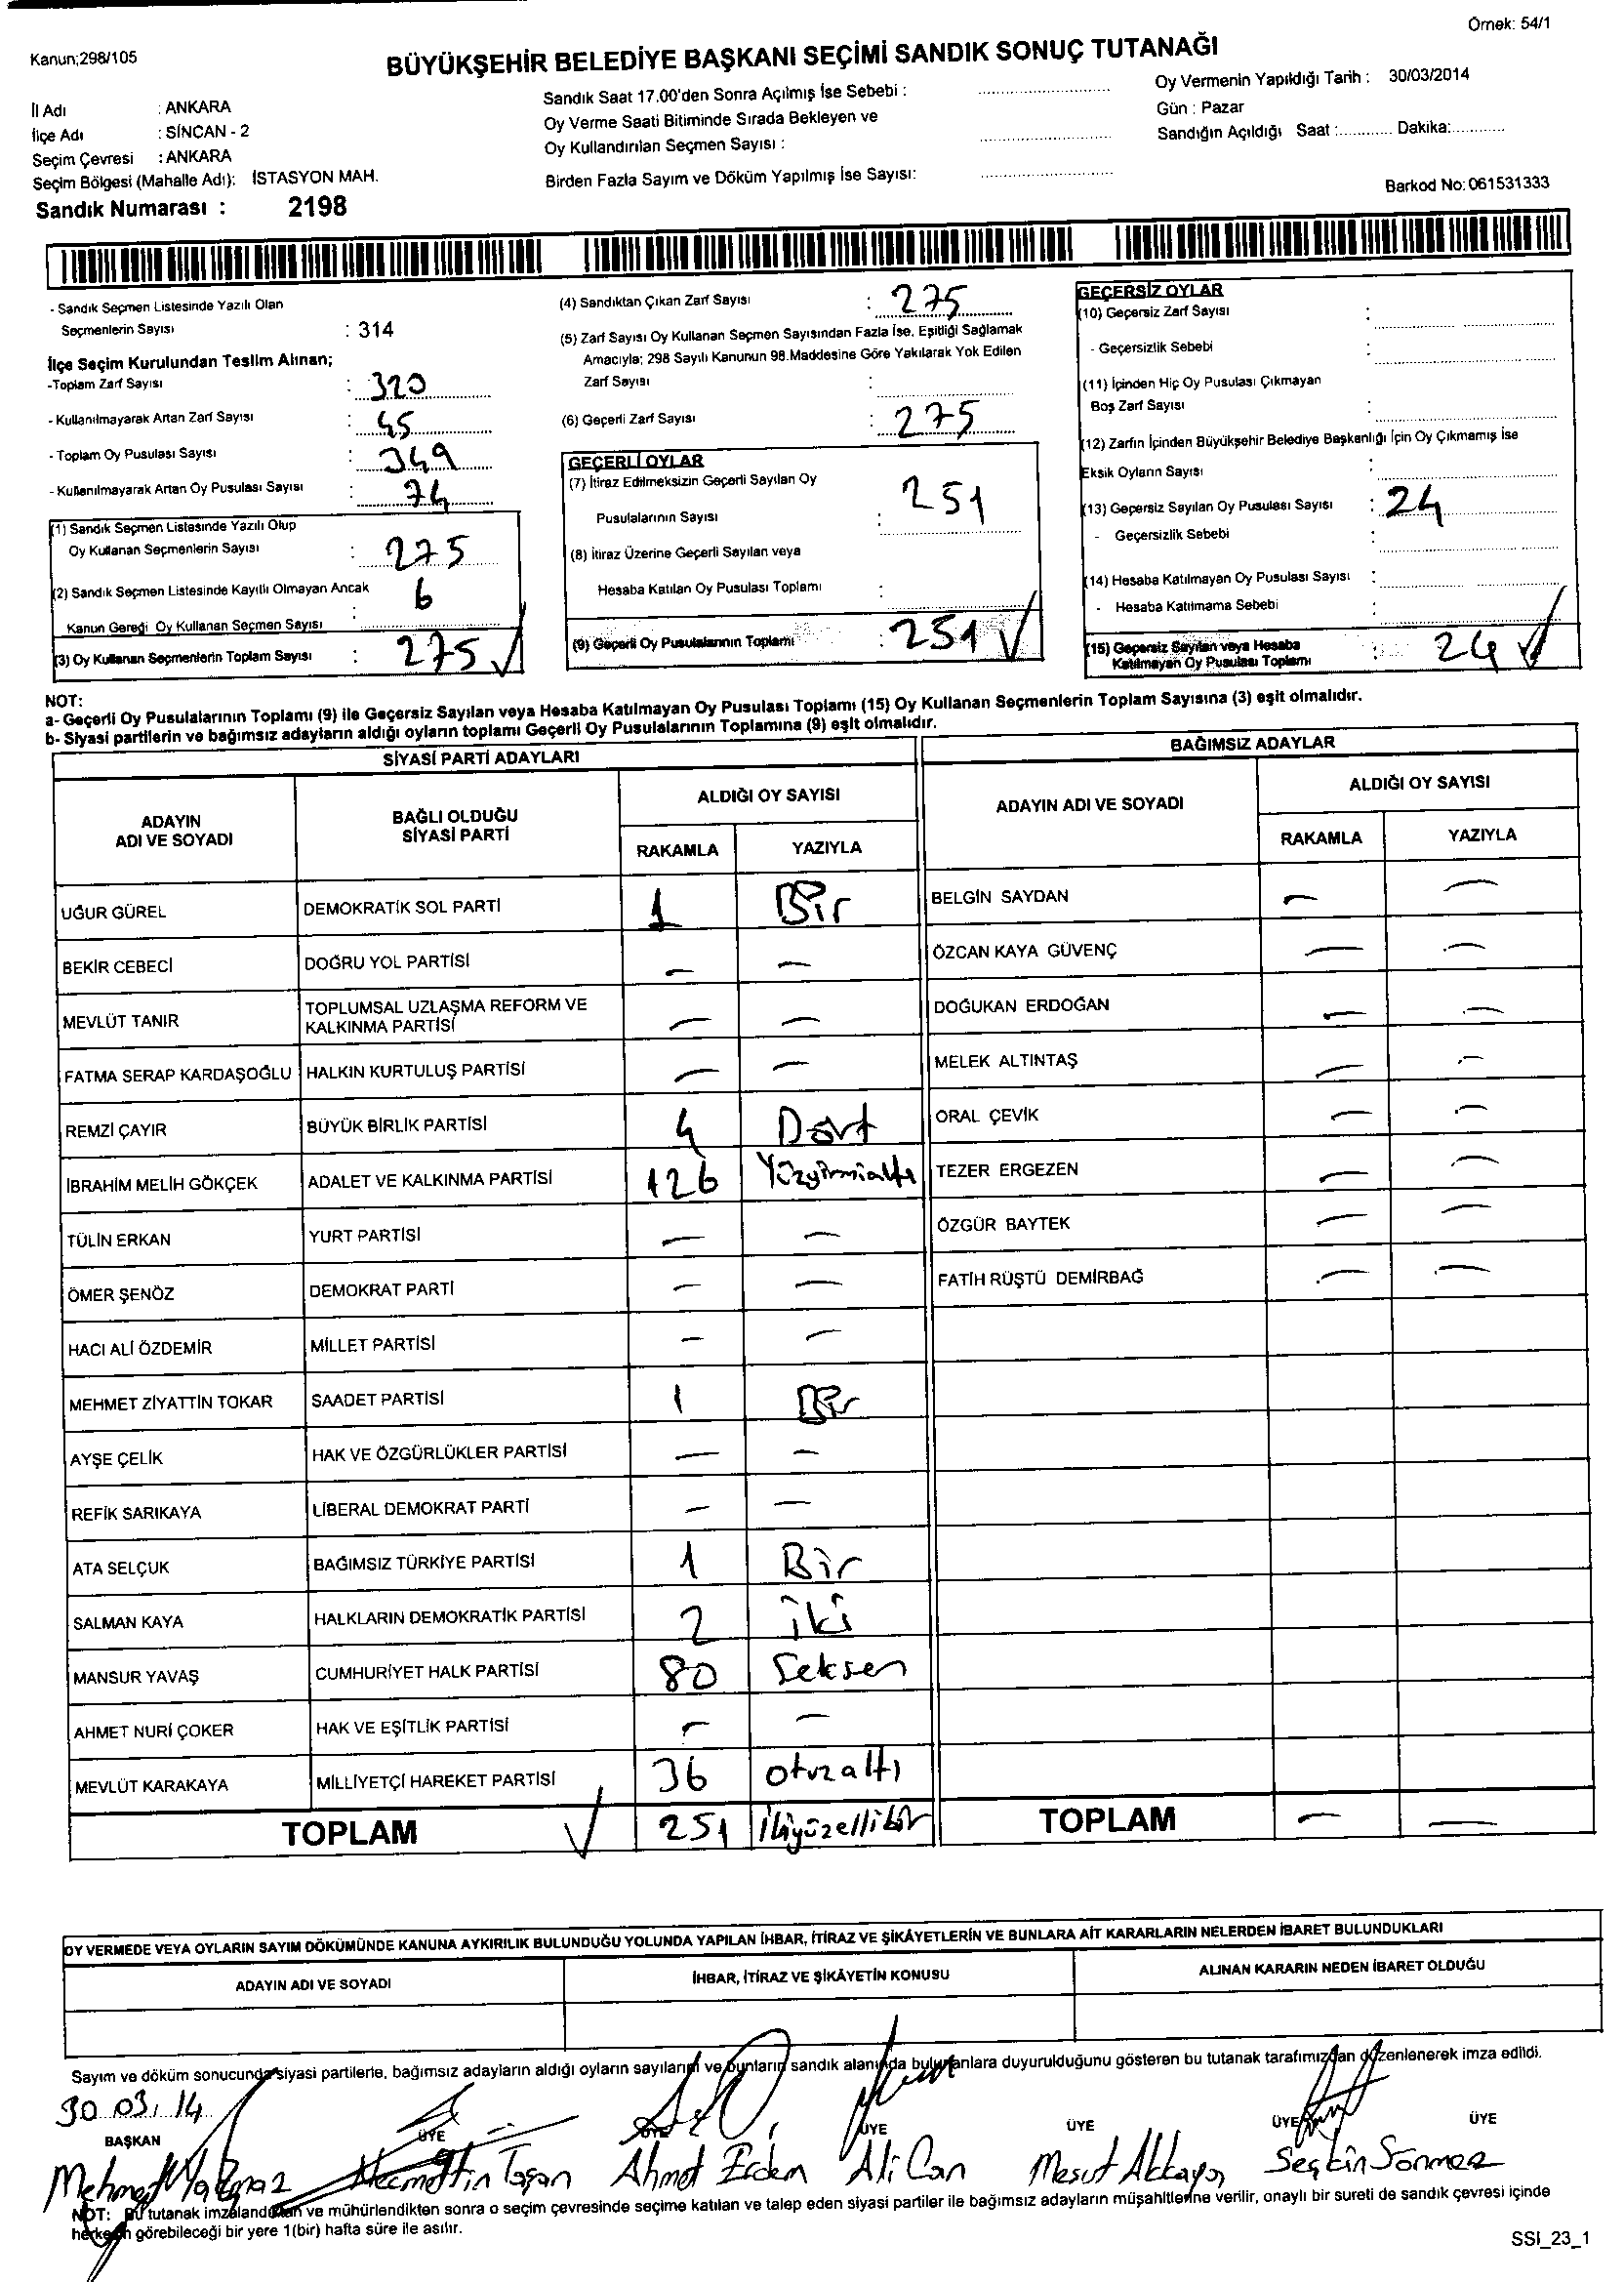 Örnek: 54/1
Kanun;298/105
BÜYÜKŞEHİR BELEDİYE BAŞKANI SEÇİMİ SANDIK SONUÇ TUTANAĞI
İl Adı : ANKARA
İlçe Adı : SİNCAN - 2
Seçim Çevresi : ANKARA
Seçim Bölgesi (Mahalle Adı): İSTASYON MAH.
Sandık Numarası : 2198
Sandık Saat 17.00'den Sonra Açılmış İse Sebebi :
Oy Verme Saati Bitiminde Sırada Bekleyen ve
Oy Kullandırılan Seçmen Sayısı :
Birden Fazla Sayım ve Döküm Yapılmış İse Sayısı:
Oy Vermenin Yapıldığı Tarih : 30/03/2014
Gün : Pazar
Sandığın Açıldığı Saat :............ Dakika:............
Barkod No: 061531333
- Sandık Seçmen Listesinde Yazılı Olan
Seçmenlerin Sayısı : 314
İlçe Seçim Kurulundan Teslim Alınan;
-Toplam Zarf Sayısı : 320
- Kullanılmayarak Artan Zarf Sayısı : 45
- Toplam Oy Pusulası Sayısı : 349
- Kullanılmayarak Artan Oy Pusulası Sayısı : 74
(1) Sandık Seçmen Listesinde Yazılı Olup
Oy Kullanan Seçmenlerin Sayısı : 275
(2) Sandık Seçmen Listesinde Kayıtlı Olmayan Ancak
Kanun Gereği Oy Kullanan Seçmen Sayısı : 6
(3) Oy Kullanan Seçmenlerin Toplam Sayısı : 275 ✓
(4) Sandıktan Çıkan Zarf Sayısı : 275
(5) Zarf Sayısı Oy Kullanan Seçmen Sayısından Fazla İse, Eşitliği Sağlamak
Amacıyla; 298 Sayılı Kanunun 98.Maddesine Göre Yakılarak Yok Edilen
Zarf Sayısı :
(6) Geçerli Zarf Sayısı : 275
GEÇERLİ OYLAR
(7) İtiraz Edilmeksizin Geçerli Sayılan Oy
Pusulalarının Sayısı : 251
(8) İtiraz Üzerine Geçerli Sayılan veya
Hesaba Katılan Oy Pusulası Toplamı :
(9) Geçerli Oy Pusulalarının Toplamı : 251 ✓
GEÇERSİZ OYLAR
(10) Geçersiz Zarf Sayısı :
- Geçersizlik Sebebi :
(11) İçinden Hiç Oy Pusulası Çıkmayan
Boş Zarf Sayısı :
(12) Zarfın İçinden Büyükşehir Belediye Başkanlığı İçin Oy Çıkmamış İse
Eksik Oyların Sayısı :
(13) Geçersiz Sayılan Oy Pusulası Sayısı : 24
- Geçersizlik Sebebi :
(14) Hesaba Katılmayan Oy Pusulası Sayısı :
- Hesaba Katılmama Sebebi :
(15) Geçersiz Sayılan veya Hesaba
Katılmayan Oy Pusulası Toplamı : 24 ✓
NOT:
a- Geçerli Oy Pusulalarının Toplamı (9) ile Geçersiz Sayılan veya Hesaba Katılmayan Oy Pusulası Toplamı (15) Oy Kullanan Seçmenlerin Toplam Sayısına (3) eşit olmalıdır.
b- Siyasi partilerin ve bağımsız adayların aldığı oyların toplamı Geçerli Oy Pusulalarının Toplamına (9) eşit olmalıdır.
SİYASİ PARTİ ADAYLARI
ADAYIN ADI VE SOYADI
BAĞLI OLDUĞU SİYASİ PARTİ
ALDIĞI OY SAYISI
RAKAMLA YAZIYLA
UĞUR GÜREL DEMOKRATİK SOL PARTİ 1 Bir
BEKİR CEBECİ DOĞRU YOL PARTİSİ — —
MEVLÜT TANIR TOPLUMSAL UZLAŞMA REFORM VE KALKINMA PARTİSİ — —
FATMA SERAP KARDAŞOĞLU HALKIN KURTULUŞ PARTİSİ — —
REMZİ ÇAYIR BÜYÜK BİRLİK PARTİSİ 4 Dört
İBRAHİM MELİH GÖKÇEK ADALET VE KALKINMA PARTİSİ 126 Yüzyirmialtı
TÜLİN ERKAN YURT PARTİSİ — —
ÖMER ŞENÖZ DEMOKRAT PARTİ — —
HACI ALİ ÖZDEMİR MİLLET PARTİSİ — —
MEHMET ZİYATTİN TOKAR SAADET PARTİSİ 1 Bir
AYŞE ÇELİK HAK VE ÖZGÜRLÜKLER PARTİSİ — —
REFİK SARIKAYA LİBERAL DEMOKRAT PARTİ — —
ATA SELÇUK BAĞIMSIZ TÜRKİYE PARTİSİ 1 Bir
SALMAN KAYA HALKLARIN DEMOKRATİK PARTİSİ 2 iki
MANSUR YAVAŞ CUMHURİYET HALK PARTİSİ 80 Seksen
AHMET NURİ ÇOKER HAK VE EŞİTLİK PARTİSİ — —
MEVLÜT KARAKAYA MİLLİYETÇİ HAREKET PARTİSİ 36 otuzaltı
TOPLAM ✓ 251 ikiyüzellibir
BAĞIMSIZ ADAYLAR
ADAYIN ADI VE SOYADI
ALDIĞI OY SAYISI
RAKAMLA YAZIYLA
BELGİN SAYDAN — —
ÖZCAN KAYA GÜVENÇ — —
DOĞUKAN ERDOĞAN — —
MELEK ALTINTAŞ — —
ORAL ÇEVİK — —
TEZER ERGEZEN — —
ÖZGÜR BAYTEK — —
FATİH RÜŞTÜ DEMİRBAĞ — —
TOPLAM — —
OY VERMEDE VEYA OYLARIN SAYIM DÖKÜMÜNDE KANUNA AYKIRILIK BULUNDUĞU YOLUNDA YAPILAN İHBAR, İTİRAZ VE ŞİKÂYETLERİN VE BUNLARA AİT KARARLARIN NELERDEN İBARET BULUNDUKLARI
ADAYIN ADI VE SOYADI İHBAR, İTİRAZ VE ŞİKÂYETİN KONUSU ALINAN KARARIN NEDEN İBARET OLDUĞU
Sayım ve döküm sonucunda siyasi partilerle, bağımsız adayların aldığı oyların sayılarını ve bunların sandık alanında bulunanlara duyurulduğunu gösteren bu tutanak tarafımızdan düzenlenerek imza edildi.
30 03. 14
BAŞKAN ÜYE ÜYE ÜYE ÜYE ÜYE ÜYE
Mehmet Necmettin Ahmet Erdem Ali Can Mesut Akkaya Seçkin Sönmez
NOT: Bu tutanak imzalandıktan ve mühürlendikten sonra o seçim çevresinde seçime katılan ve talep eden siyasi partiler ile bağımsız adayların müşahitlerine verilir, onaylı bir sureti de sandık çevresi içinde
herkesin görebileceği bir yere 1(bir) hafta süre ile asılır.
SSI_23_1